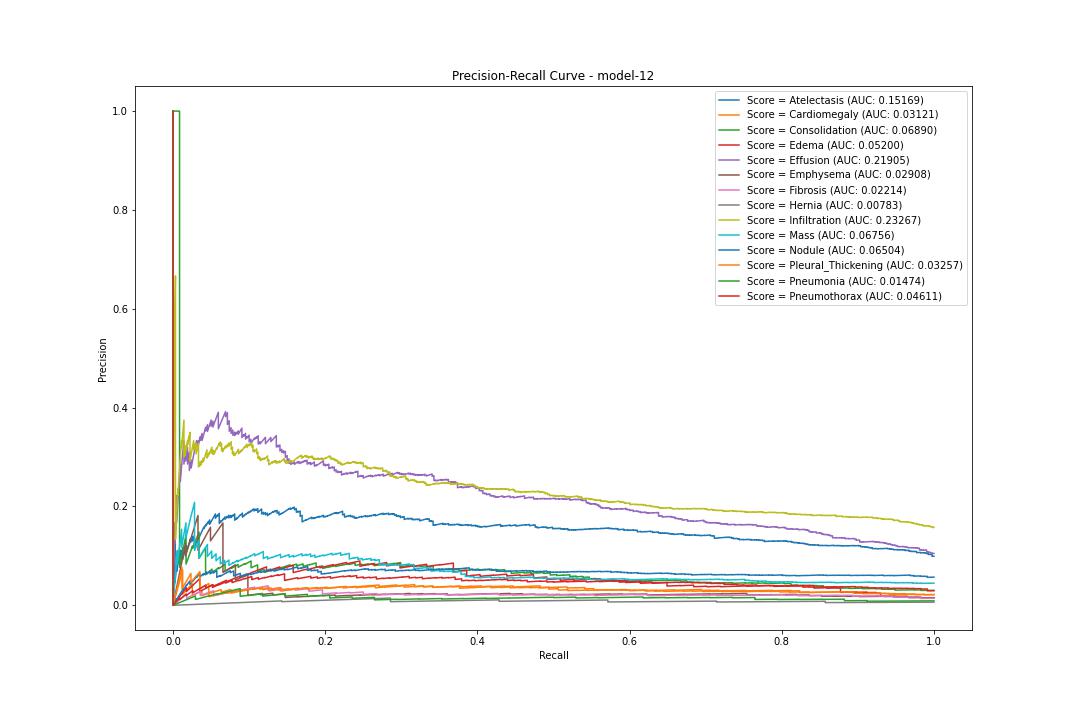 Precision-Recall Curve - model-12
Score = Atelectasis (AUC: 0.15169)
Score = Cardiomegaly (AUC: 0.03121)
Score = Consolidation (AUC: 0.06890)
Score = Edema (AUC: 0.05200)
Score = Effusion (AUC: 0.21905)
Score = Emphysema (AUC: 0.02908)
Score = Fibrosis (AUC: 0.02214)
Score = Hernia (AUC: 0.00783)
Score = Infiltration (AUC: 0.23267)
Score = Mass (AUC: 0.06756)
Score = Nodule (AUC: 0.06504)
Score = Pleural_Thickening (AUC: 0.03257)
Score = Pneumonia (AUC: 0.01474)
Score = Pneumothorax (AUC: 0.04611)
1.0
0.8
0.6
0.4
0.2
0.0
Precision
0.0 0.2 0.4 0.6 0.8 1.0
Recall